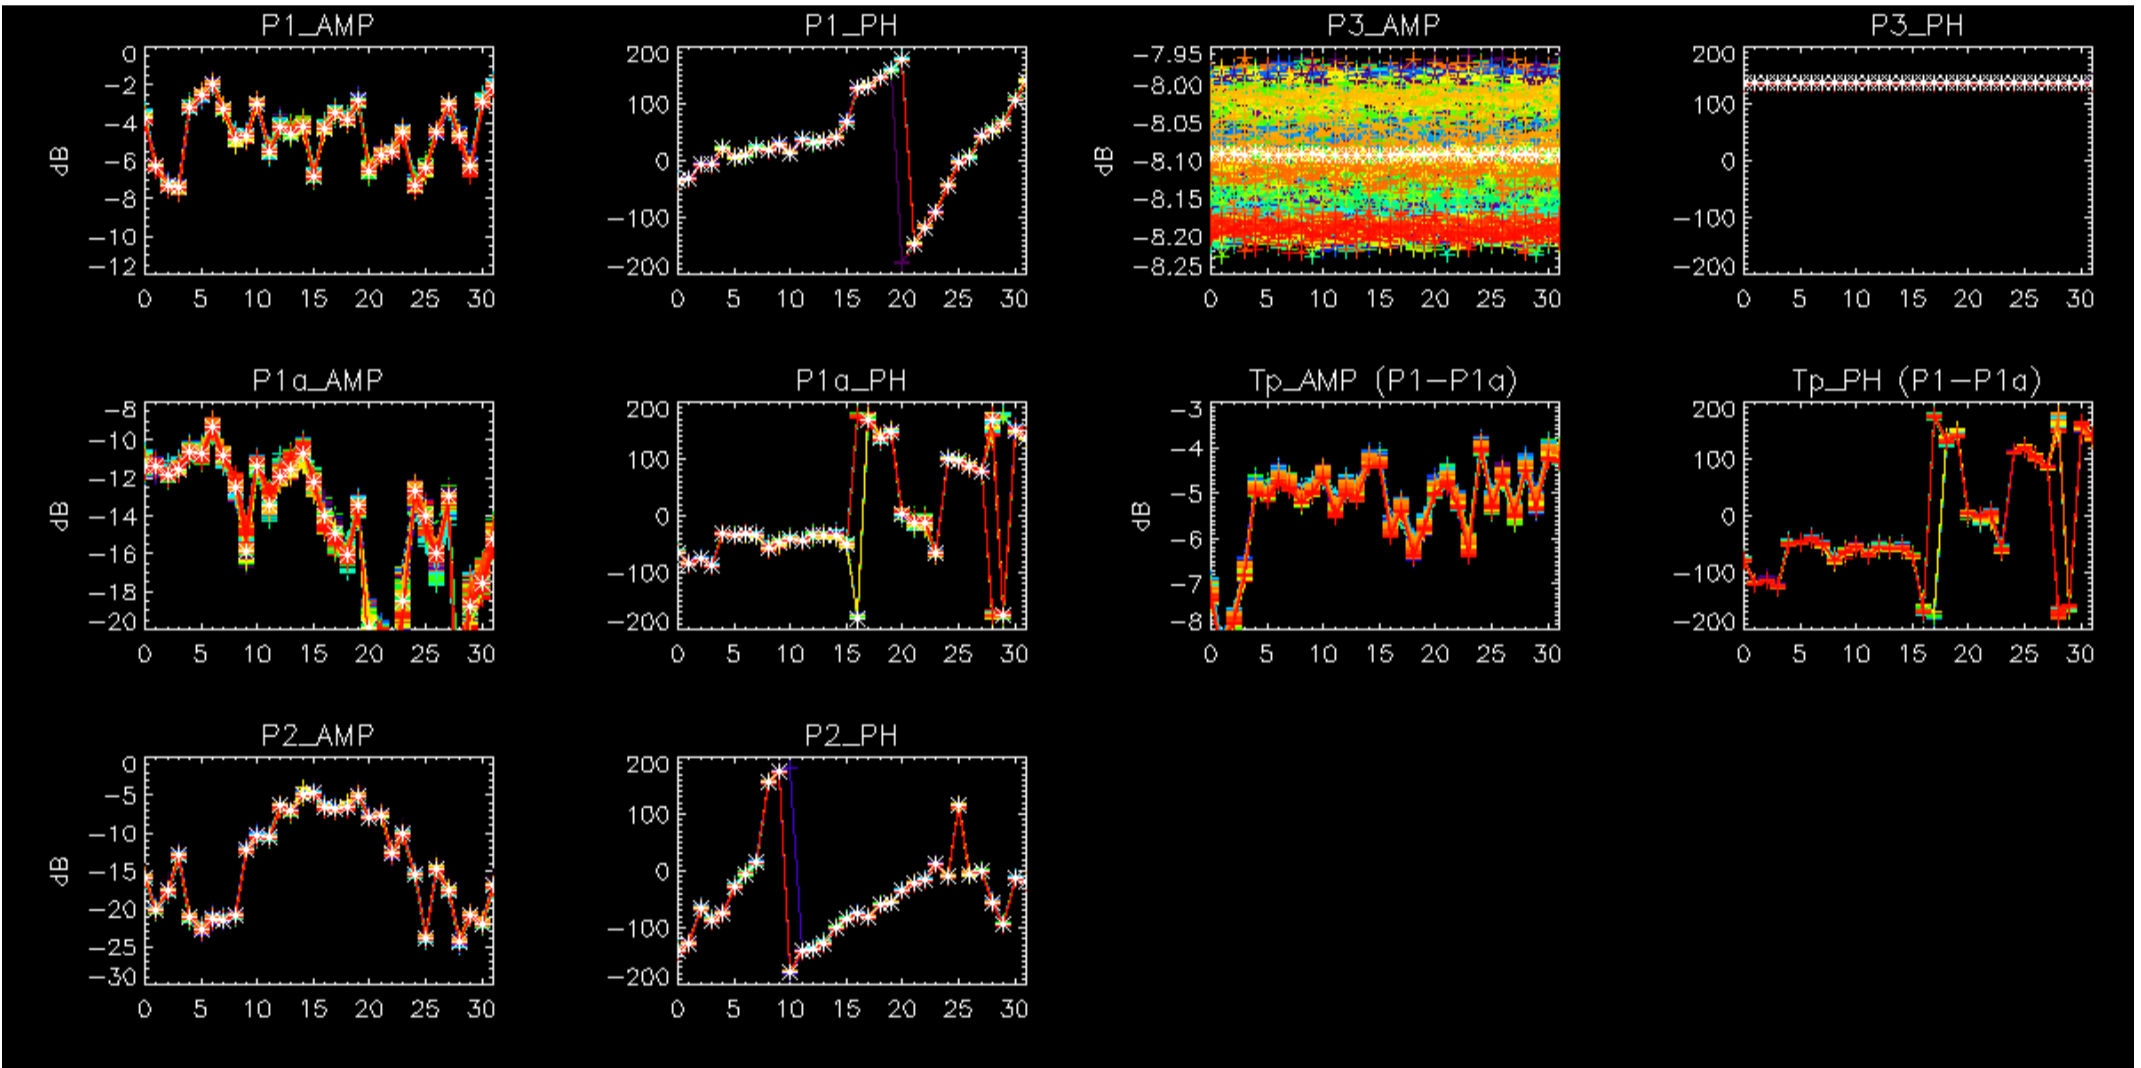 P1_AMP
0
-2
-4
-6
-8
-10
-12
dB
0 5 10 15 20 25 30
P1_PH
200
100
0
-100
-200
0 5 10 15 20 25 30
P3_AMP
-7.95
-8.00
-8.05
-8.10
-8.15
-8.20
-8.25
dB
0 5 10 15 20 25 30
P3_PH
200
100
0
-100
-200
0 5 10 15 20 25 30
P1a_AMP
-8
-10
-12
-14
-16
-18
-20
dB
0 5 10 15 20 25 30
P1a_PH
200
100
0
-100
-200
0 5 10 15 20 25 30
Tp_AMP (P1-P1a)
-3
-4
-5
-6
-7
-8
dB
0 5 10 15 20 25 30
Tp_PH (P1-P1a)
200
100
0
-100
-200
0 5 10 15 20 25 30
P2_AMP
0
-5
-10
-15
-20
-25
-30
dB
0 5 10 15 20 25 30
P2_PH
200
100
0
-100
-200
0 5 10 15 20 25 30